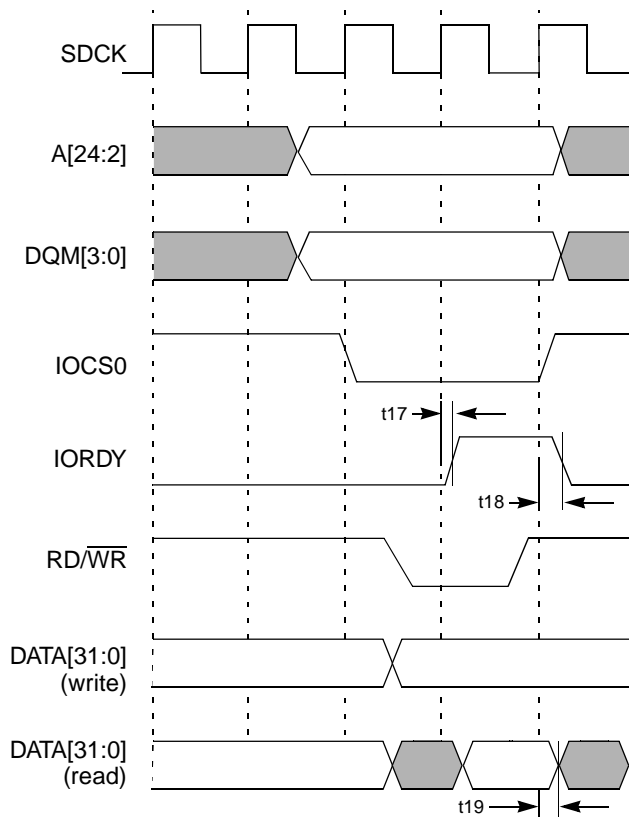 SDCK
A[24:2]
DQM[3:0]
IOCS0
t17
IORDY
t18
RD/WR
DATA[31:0]
(write)
DATA[31:0]
(read)
t19